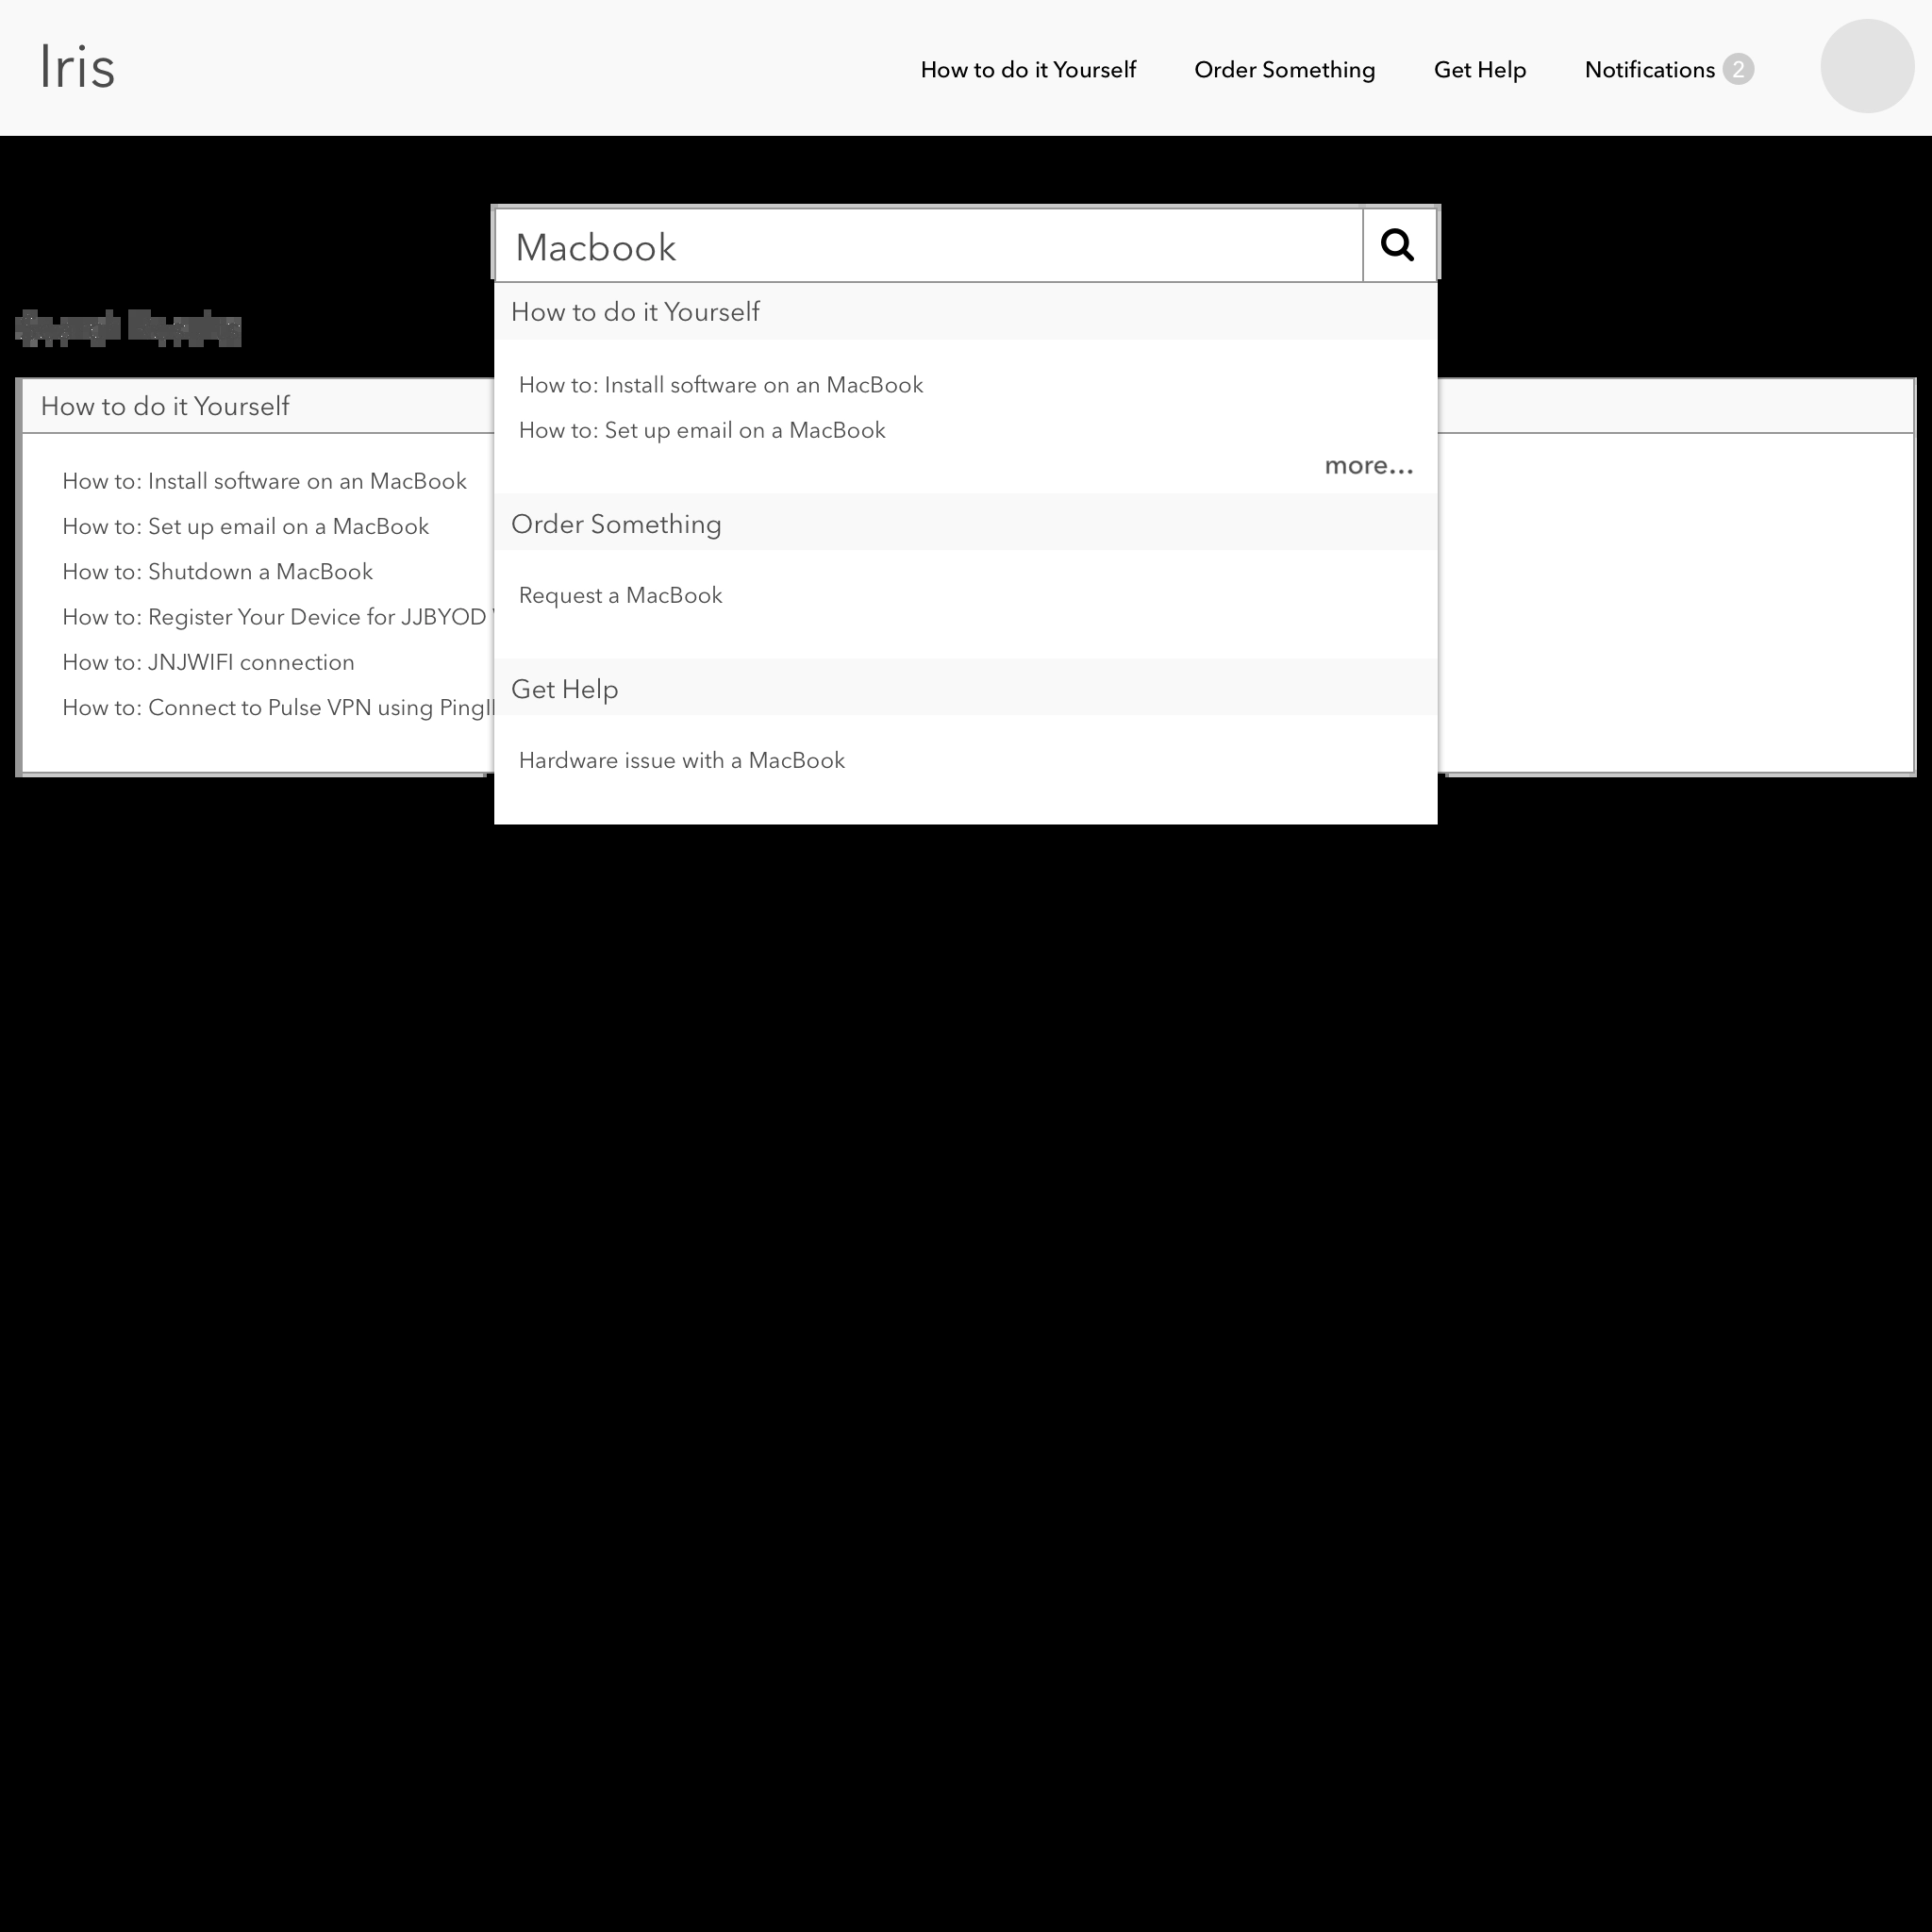 Iris
How to do it Yourself
Order Something
Get Help
Notifications 2
Macbook
How to do it Yourself
How to: Install software on an MacBook
How to: Set up email on a MacBook
more...
Order Something
Request a MacBook
Get Help
Hardware issue with a MacBook
How to do it Yourself
How to: Install software on an MacBook
How to: Set up email on a MacBook
How to: Shutdown a MacBook
How to: Register Your Device for JJBYOD
How to: JNJWIFI connection
How to: Connect to Pulse VPN using